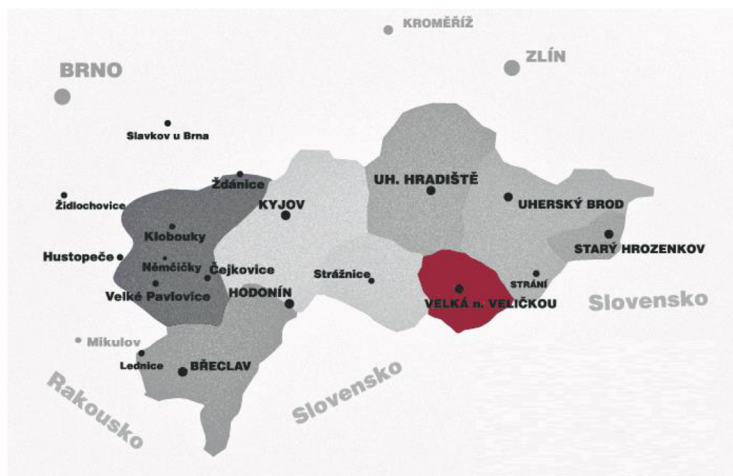 KROMĚŘÍŽ
ZLÍN
BRNO
Slavkov u Brna
Ždánice
UH. HRADIŠTĚ
Židlochovice
KYJOV
UHERSKÝ BROD
Klobouky
STARÝ HROZENKOV
Hustopeče
Němčičky
Čejkovice
Strážnice
STRÁNÍ
Velké Pavlovice
HODONÍN
VELKÁ n. VELIČKOU
Slovensko
Mikulov
Lednice
BŘECLAV
Rakousko
Slovensko